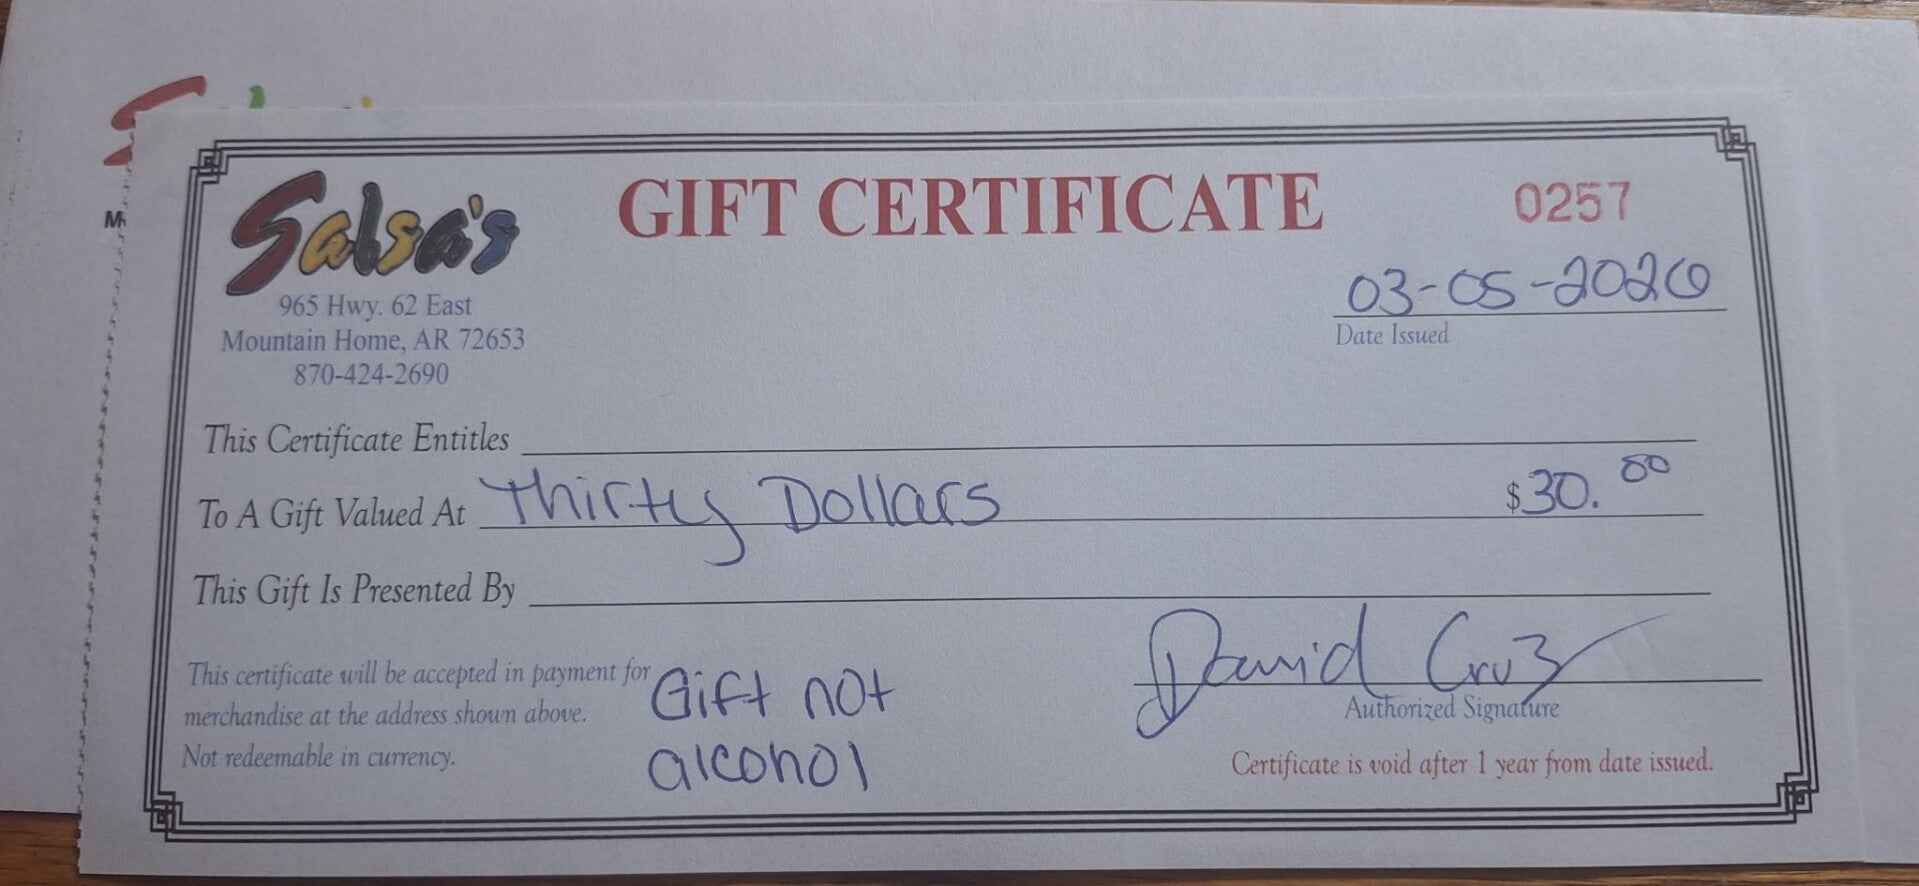 Salsa's
GIFT CERTIFICATE
0257
965 Hwy. 62 East
Mountain Home, AR 72653
870-424-2690
03-05-2026
Date Issued
This Certificate Entitles
To A Gift Valued At Thirty Dollars $30.00
This Gift Is Presented By
This certificate will be accepted in payment for
merchandise at the address shown above.
Not redeemable in currency.
Gift not
alcohol
David Cruz
Authorized Signature
Certificate is void after 1 year from date issued.